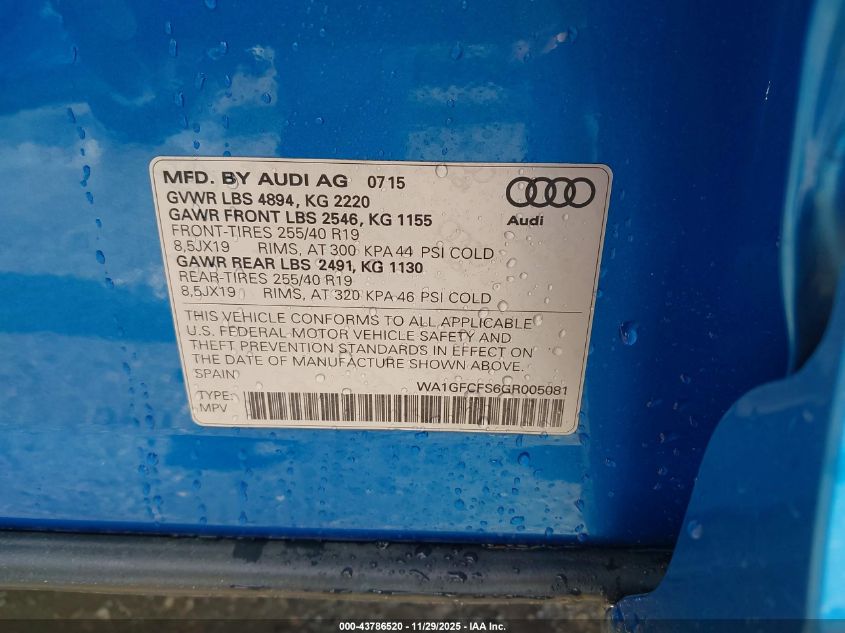 MFD. BY AUDI AG 0715
Audi
GVWR LBS 4894, KG 2220
GAWR FRONT LBS 2546, KG 1155
FRONT-TIRES 255/40 R19
8,5JX19 RIMS, AT 300 KPA 44 PSI COLD
GAWR REAR LBS 2491, KG 1130
REAR-TIRES 255/40 R19
8,5JX19 RIMS, AT 320 KPA 46 PSI COLD
THIS VEHICLE CONFORMS TO ALL APPLICABLE
U.S. FEDERAL MOTOR VEHICLE SAFETY AND
THEFT PREVENTION STANDARDS IN EFFECT ON
THE DATE OF MANUFACTURE SHOWN ABOVE.
SPAIN WA1GFCFS6GR005081
TYPE:
MPV
000-43786520 - 11/29/2025 - IAA Inc.